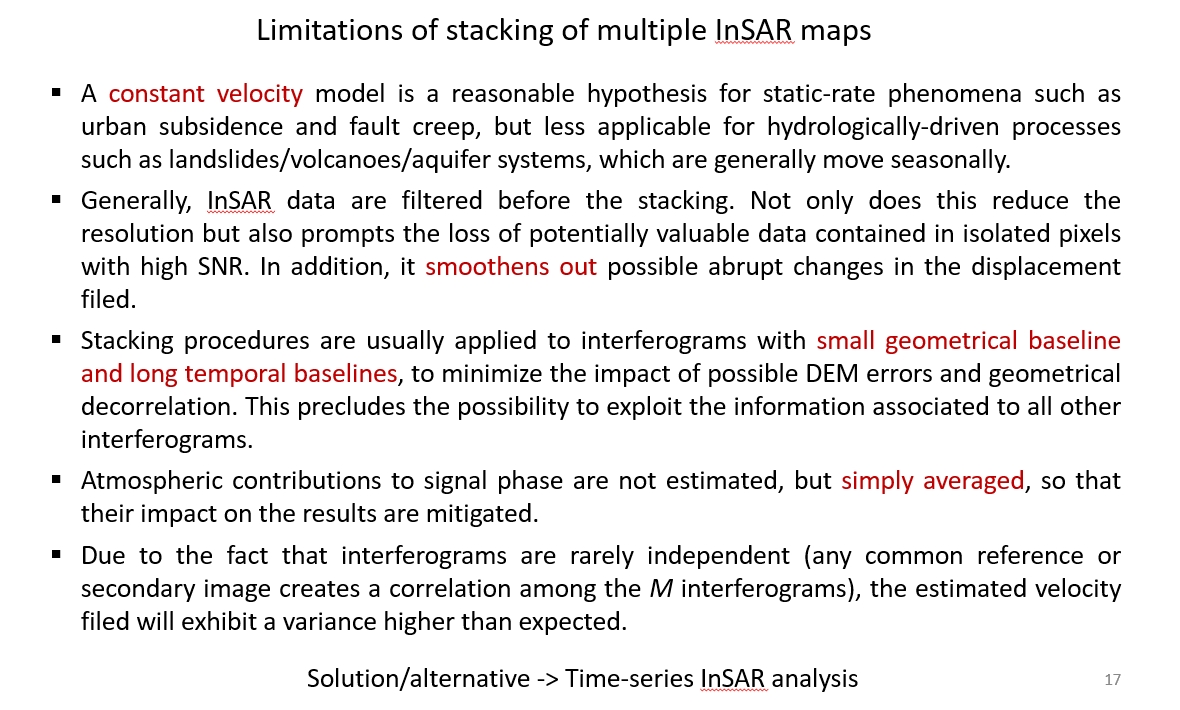 Limitations of stacking of multiple InSAR maps
▪ A constant velocity model is a reasonable hypothesis for static-rate phenomena such as
urban subsidence and fault creep, but less applicable for hydrologically-driven processes
such as landslides/volcanoes/aquifer systems, which are generally move seasonally.
▪ Generally, InSAR data are filtered before the stacking. Not only does this reduce the
resolution but also prompts the loss of potentially valuable data contained in isolated pixels
with high SNR. In addition, it smoothens out possible abrupt changes in the displacement
filed.
▪ Stacking procedures are usually applied to interferograms with small geometrical baseline
and long temporal baselines, to minimize the impact of possible DEM errors and geometrical
decorrelation. This precludes the possibility to exploit the information associated to all other
interferograms.
▪ Atmospheric contributions to signal phase are not estimated, but simply averaged, so that
their impact on the results are mitigated.
▪ Due to the fact that interferograms are rarely independent (any common reference or
secondary image creates a correlation among the M interferograms), the estimated velocity
filed will exhibit a variance higher than expected.
Solution/alternative -> Time-series InSAR analysis
17